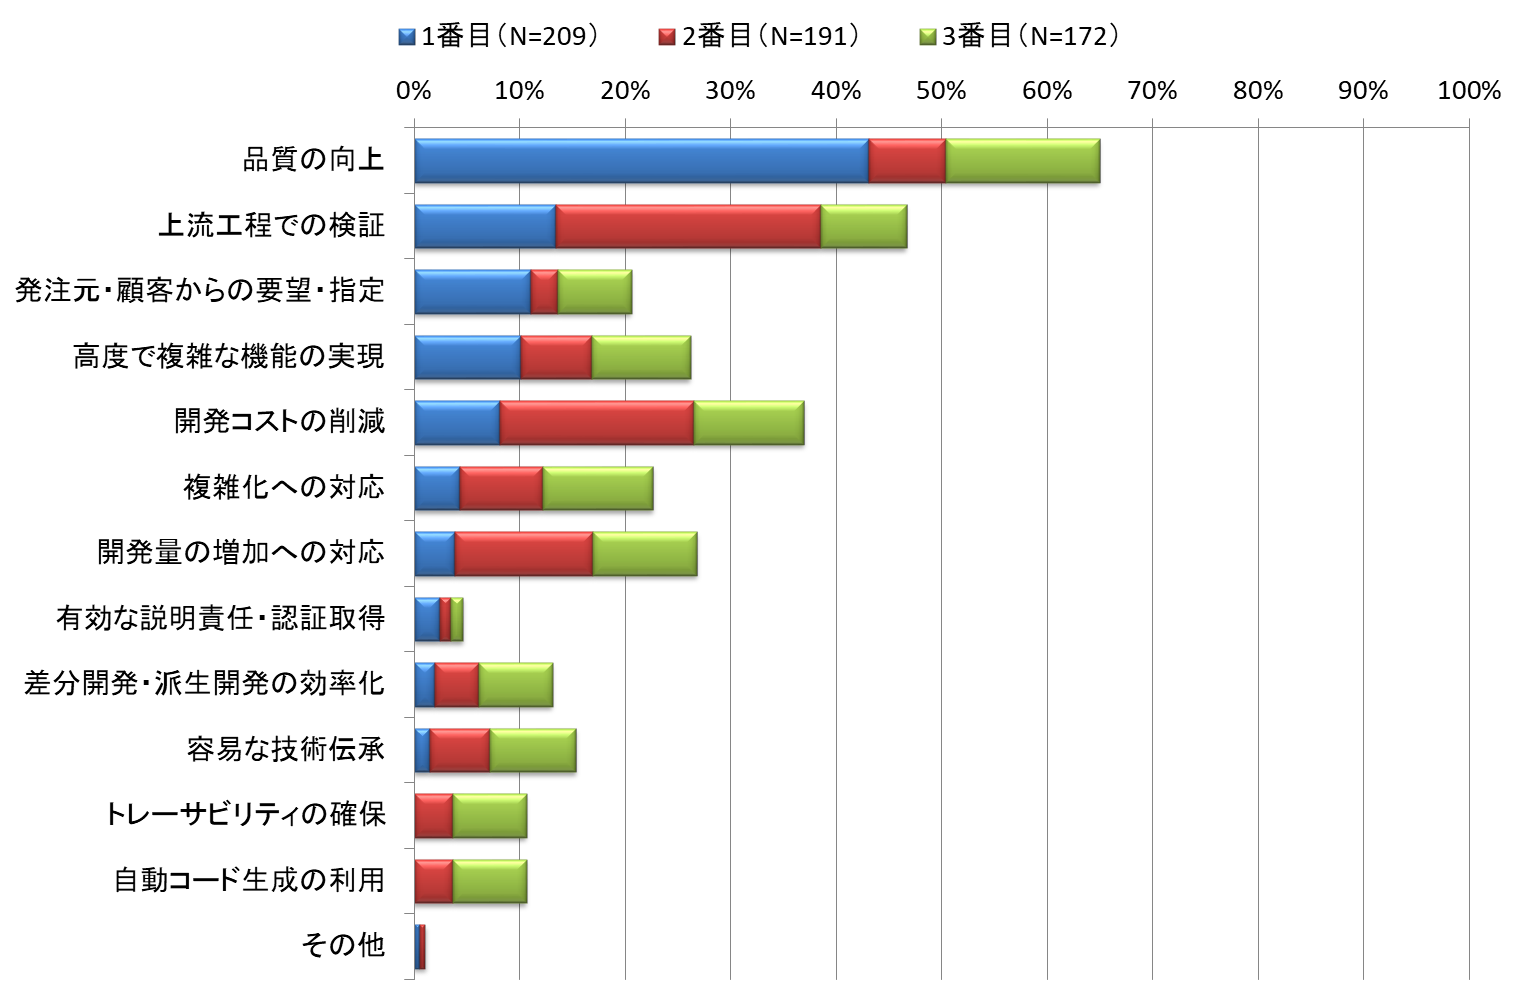 1番目（N=209） 2番目（N=191） 3番目（N=172）
0% 10% 20% 30% 40% 50% 60% 70% 80% 90% 100%
品質の向上
上流工程での検証
発注元・顧客からの要望・指定
高度で複雑な機能の実現
開発コストの削減
複雑化への対応
開発量の増加への対応
有効な説明責任・認証取得
差分開発・派生開発の効率化
容易な技術伝承
トレーサビリティの確保
自動コード生成の利用
その他